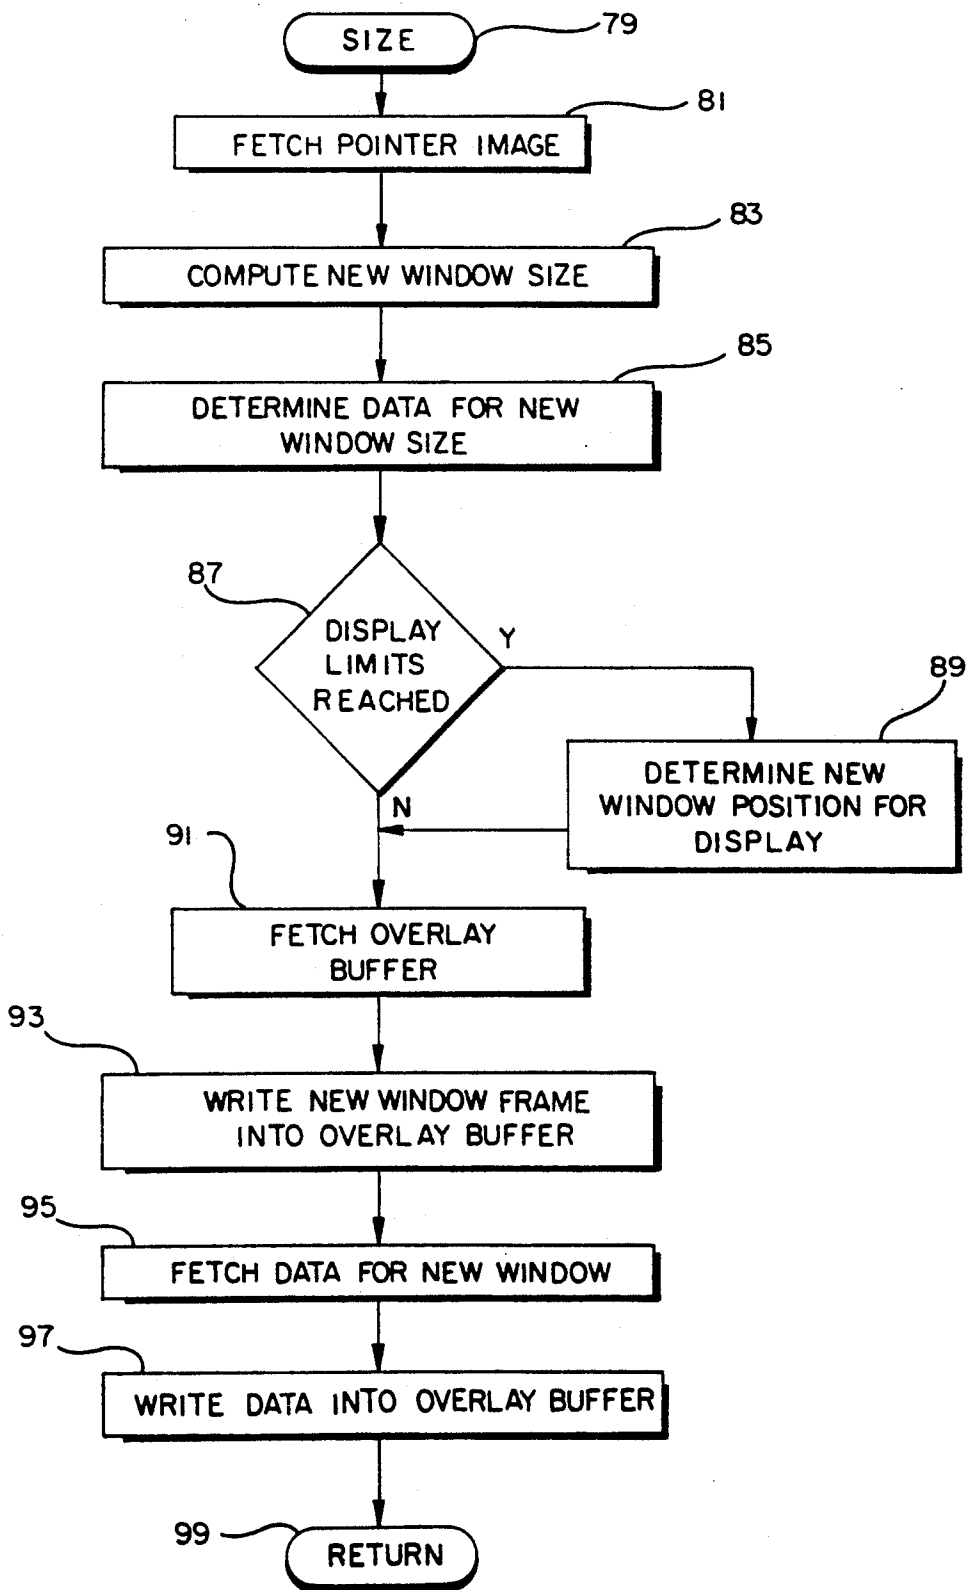 SIZE
79
FETCH POINTER IMAGE
81
COMPUTE NEW WINDOW SIZE
83
DETERMINE DATA FOR NEW
WINDOW SIZE
85
87
DISPLAY
LIMITS
REACHED
Y
N
89
DETERMINE NEW
WINDOW POSITION FOR
DISPLAY
91
FETCH OVERLAY
BUFFER
93
WRITE NEW WINDOW FRAME
INTO OVERLAY BUFFER
95
FETCH DATA FOR NEW WINDOW
97
WRITE DATA INTO OVERLAY BUFFER
99
RETURN